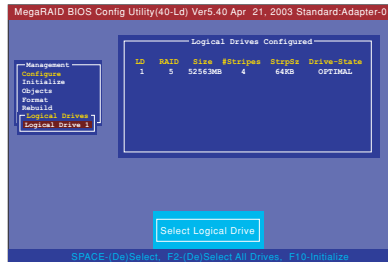 MegaRAID BIOS Config Utility(40-Ld) Ver5.40 Apr 21, 2003 Standard:Adapter-0
Logical Drives Configured
LD RAID Size #Stripes StrpSz Drive-State
1 5 52563MB 4 64KB OPTIMAL
Management
Configure
Initialize
Objects
Format
Rebuild
Logical Drives
Logical Drive 1
Select Logical Drive
SPACE-(De)Select, F2-(De)Select All Drives, F10-Initialize